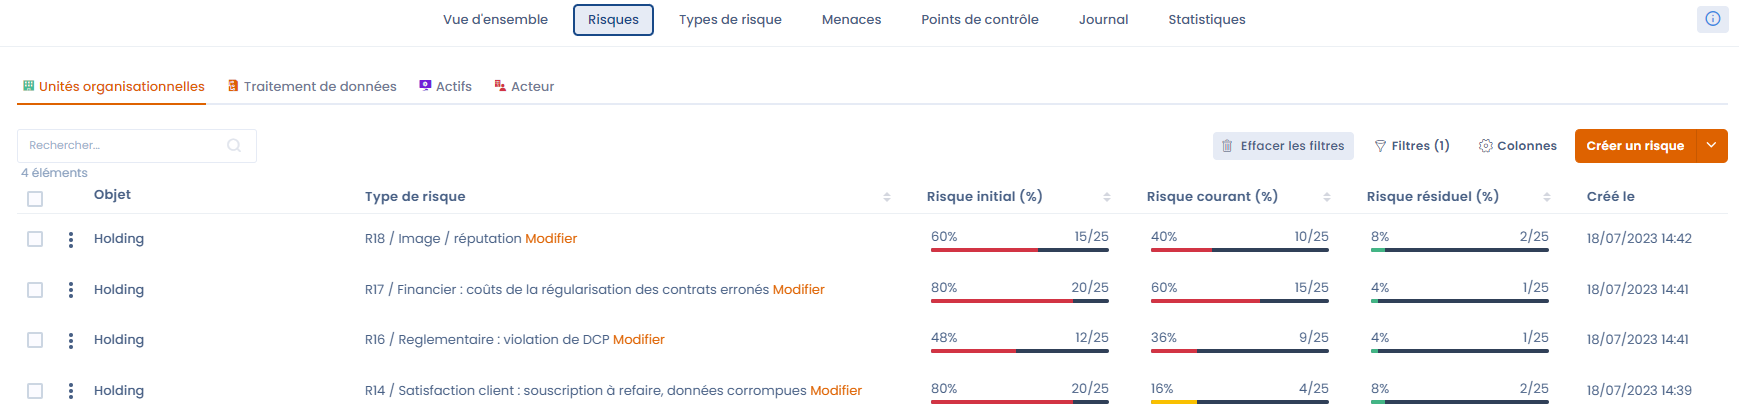 Vue d'ensemble Risques Types de risque Menaces Points de contrôle Journal Statistiques
Unités organisationnelles Traitement de données Actifs Acteur
Rechercher... Effacer les filtres Filtres (1) Colonnes Créer un risque
4 éléments
Objet Type de risque Risque initial (%) Risque courant (%) Risque résiduel (%) Créé le
Holding R18 / Image / réputation Modifier 60% 15/25 40% 10/25 8% 2/25 18/07/2023 14:42
Holding R17 / Financier : coûts de la régularisation des contrats erronés Modifier 80% 20/25 60% 15/25 4% 1/25 18/07/2023 14:41
Holding R16 / Reglementaire : violation de DCP Modifier 48% 12/25 36% 9/25 4% 1/25 18/07/2023 14:41
Holding R14 / Satisfaction client : souscription à refaire, données corrompues Modifier 80% 20/25 16% 4/25 8% 2/25 18/07/2023 14:39